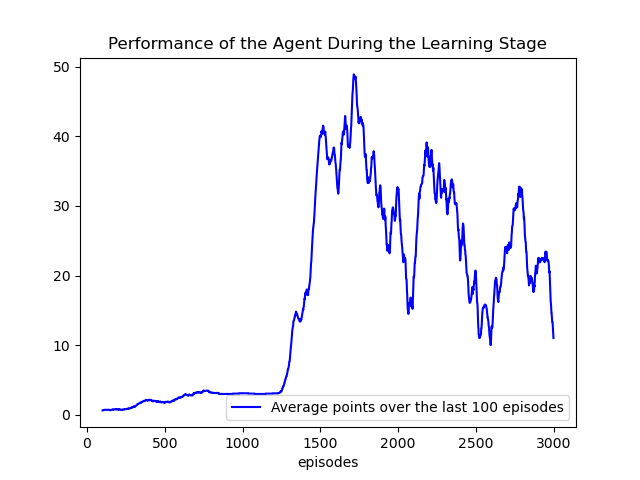 Performance of the Agent During the Learning Stage
50
40
30
20
10
0
Average points over the last 100 episodes
0 500 1000 1500 2000 2500 3000
episodes